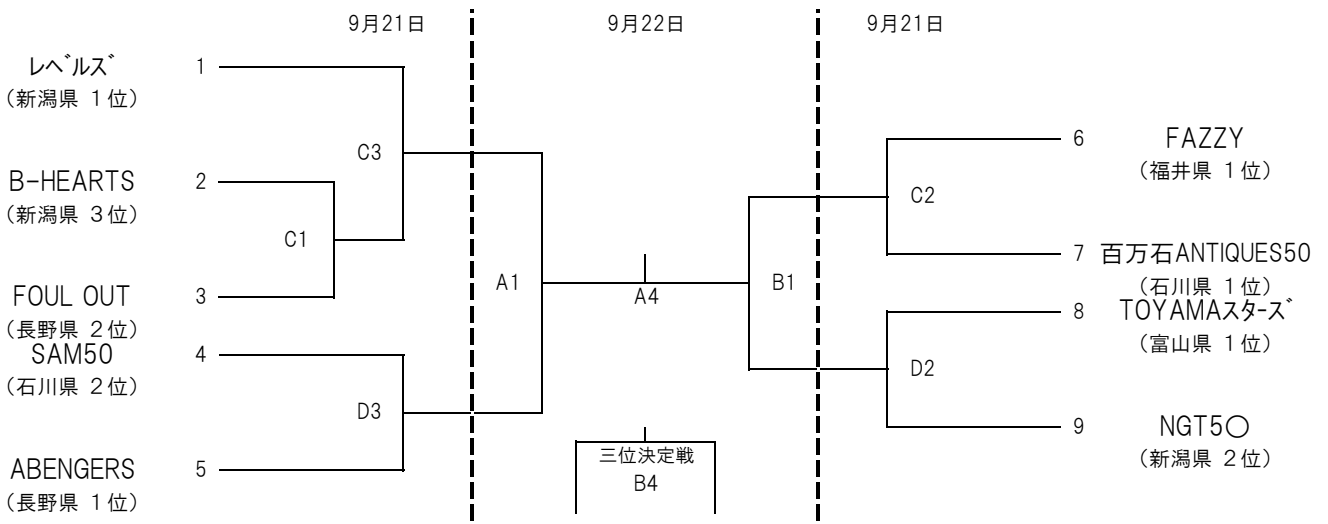 9月21日
9月22日
9月21日
レベルズ
1
(新潟県 1位)
C3
B-HEARTS
2
(新潟県 3位)
C1
FOUL OUT
3
(長野県 2位)
SAM50
4
(石川県 2位)
D3
ABENGERS
5
(長野県 1位)
A1
A4
B1
三位決定戦
B4
6
FAZZY
(福井県 1位)
C2
7
百万石ANTIQUES50
(石川県 1位)
8
TOYAMAスターズ
(富山県 1位)
D2
9
NGT5〇
(新潟県 2位)